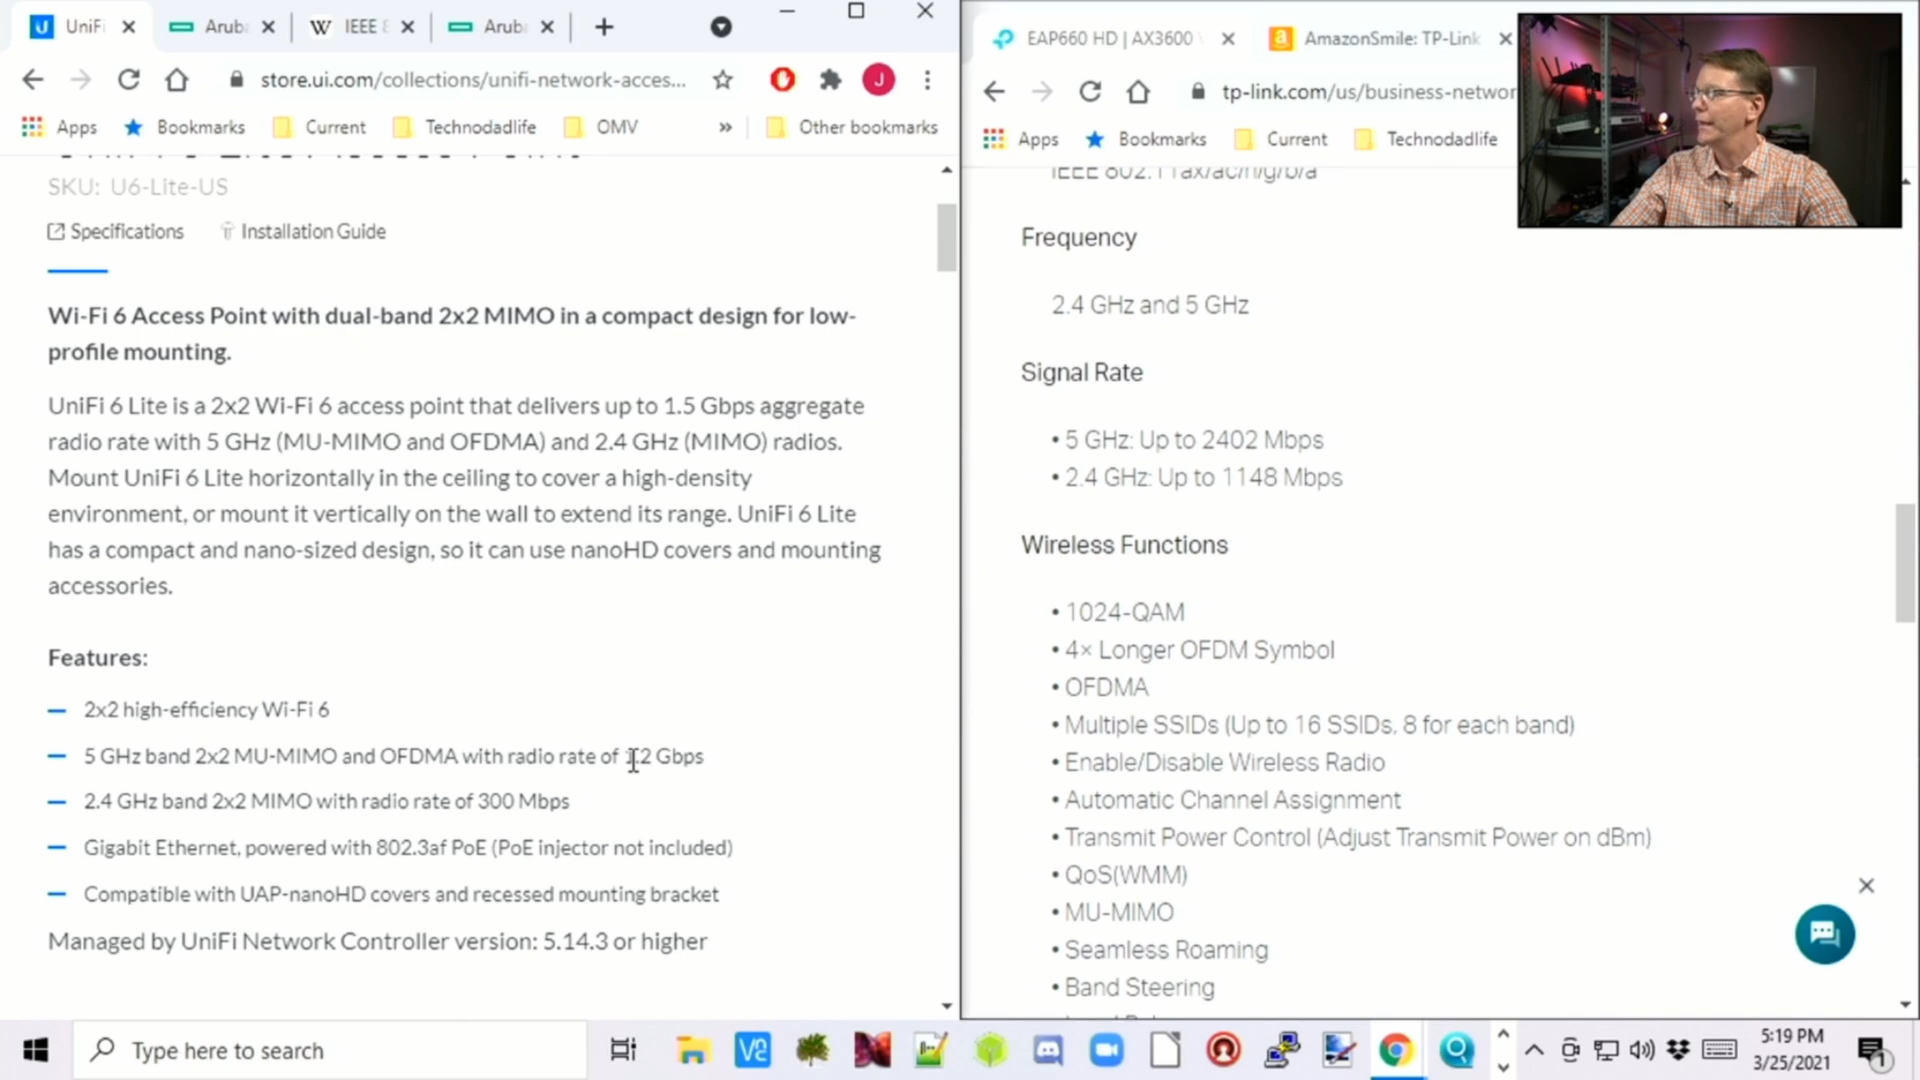 UniFi
Aruba
IEEE 8
Aruba
store.ui.com/collections/unifi-network-acces...
J
Apps
Bookmarks
Current
Technodadlife
OMV
»
Other bookmarks
SKU: U6-Lite-US
Specifications
Installation Guide
Wi-Fi 6 Access Point with dual-band 2x2 MIMO in a compact design for low-
profile mounting.
UniFi 6 Lite is a 2x2 Wi-Fi 6 access point that delivers up to 1.5 Gbps aggregate
radio rate with 5 GHz (MU-MIMO and OFDMA) and 2.4 GHz (MIMO) radios.
Mount UniFi 6 Lite horizontally in the ceiling to cover a high-density
environment, or mount it vertically on the wall to extend its range. UniFi 6 Lite
has a compact and nano-sized design, so it can use nanoHD covers and mounting
accessories.
Features:
2x2 high-efficiency Wi-Fi 6
5 GHz band 2x2 MU-MIMO and OFDMA with radio rate of 1.2 Gbps
2.4 GHz band 2x2 MIMO with radio rate of 300 Mbps
Gigabit Ethernet, powered with 802.3af PoE (PoE injector not included)
Compatible with UAP-nanoHD covers and recessed mounting bracket
Managed by UniFi Network Controller version: 5.14.3 or higher
EAP660 HD | AX3600
AmazonSmile: TP-Link
tp-link.com/us/business-networ
Apps
Bookmarks
Current
Technodadlife
IEEE 802.11ax/ac/n/g/b/a
Frequency
2.4 GHz and 5 GHz
Signal Rate
• 5 GHz: Up to 2402 Mbps
• 2.4 GHz: Up to 1148 Mbps
Wireless Functions
• 1024-QAM
• 4× Longer OFDM Symbol
• OFDMA
• Multiple SSIDs (Up to 16 SSIDs, 8 for each band)
• Enable/Disable Wireless Radio
• Automatic Channel Assignment
• Transmit Power Control (Adjust Transmit Power on dBm)
• QoS(WMM)
• MU-MIMO
• Seamless Roaming
• Band Steering
Type here to search
5:19 PM
3/25/2021
1